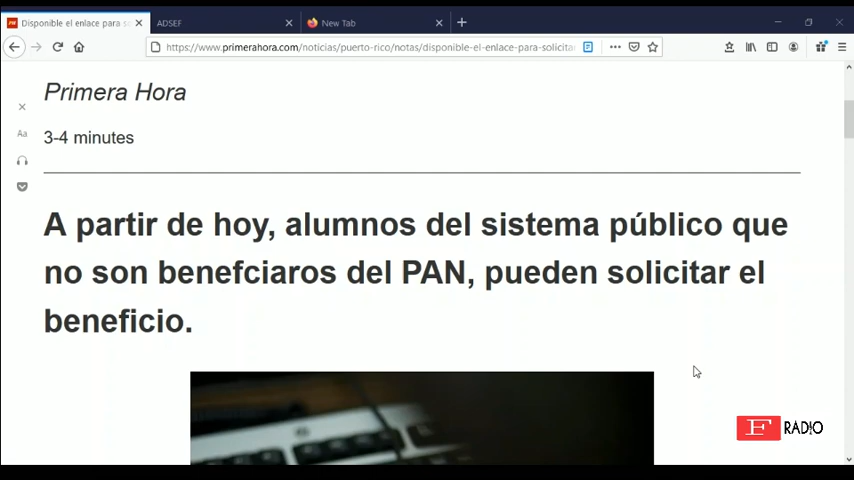 Disponible el enlace para so
ADSEF
New Tab
https://www.primerahora.com/noticias/puerto-rico/notas/disponible-el-enlace-para-solicita
Primera Hora
Aa
3-4 minutes
A partir de hoy, alumnos del sistema público que
no son benefciaros del PAN, pueden solicitar el
beneficio.
F RADIO